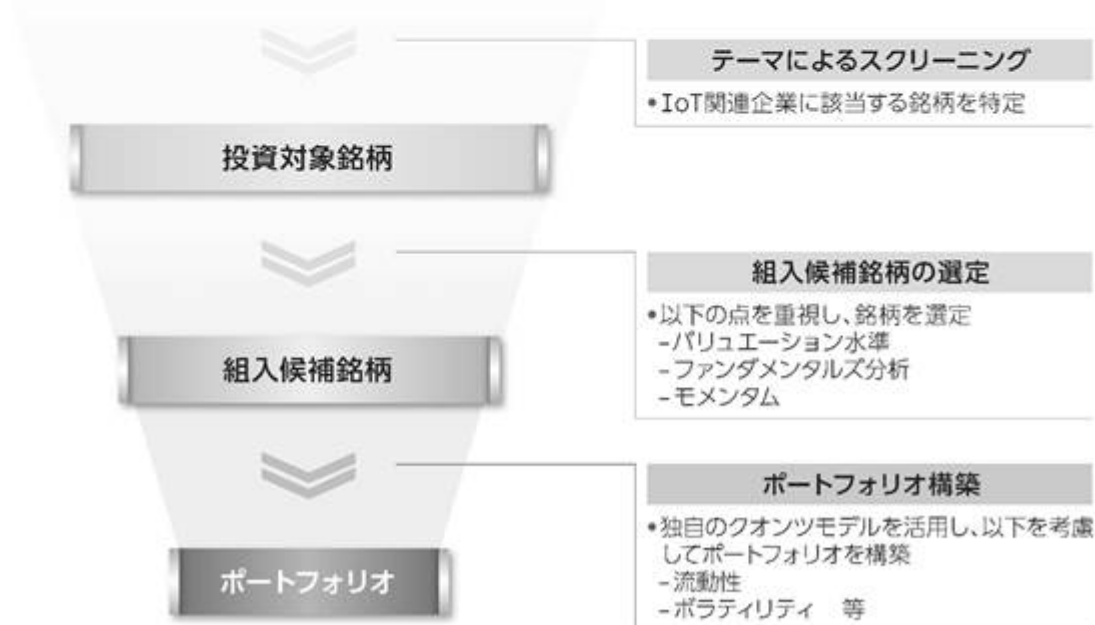 テーマによるスクリーニング
•IoT関連企業に該当する銘柄を特定
投資対象銘柄
組入候補銘柄の選定
•以下の点を重視し、銘柄を選定
-バリュエーション水準
-ファンダメンタルズ分析
-モメンタム
組入候補銘柄
ポートフォリオ構築
•独自のクオンツモデルを活用し、以下を考慮
してポートフォリオを構築
-流動性
-ボラティリティ　等
ポートフォリオ